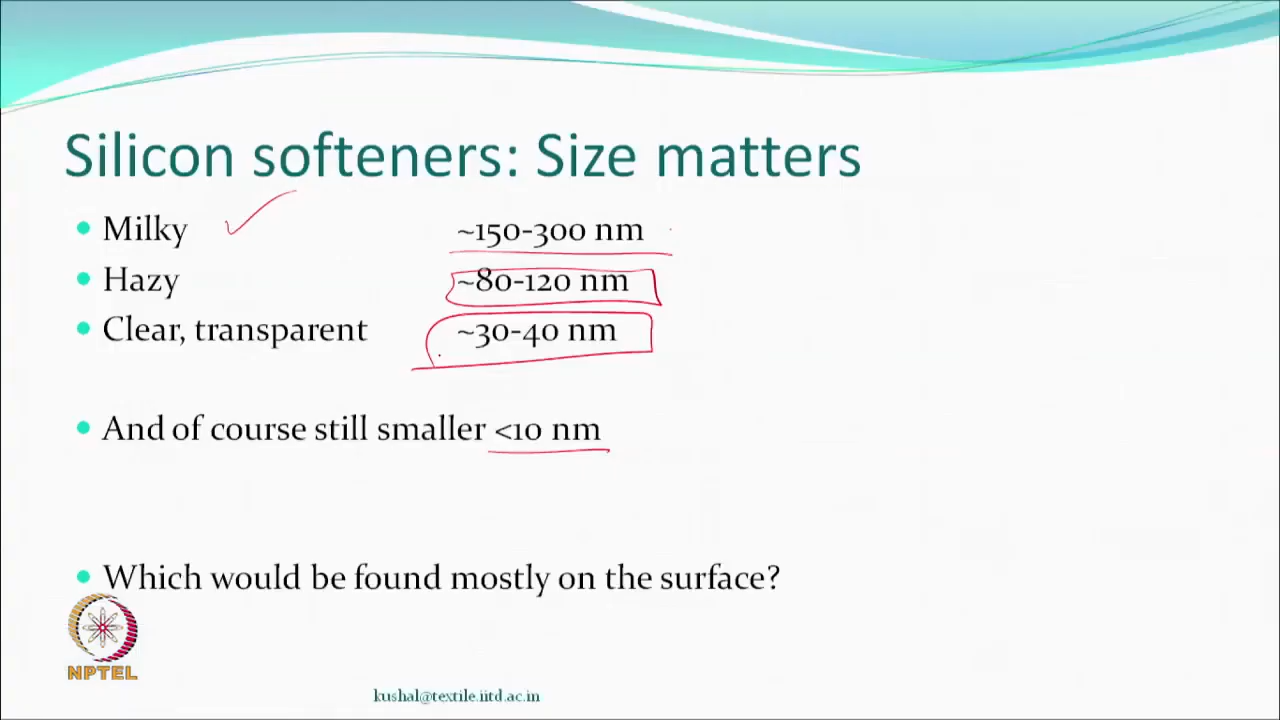 Silicon softeners: Size matters
Milky ~150-300 nm
Hazy ~80-120 nm
Clear, transparent ~30-40 nm
And of course still smaller <10 nm
Which would be found mostly on the surface?
NPTEL
kushal@textile.iitd.ac.in